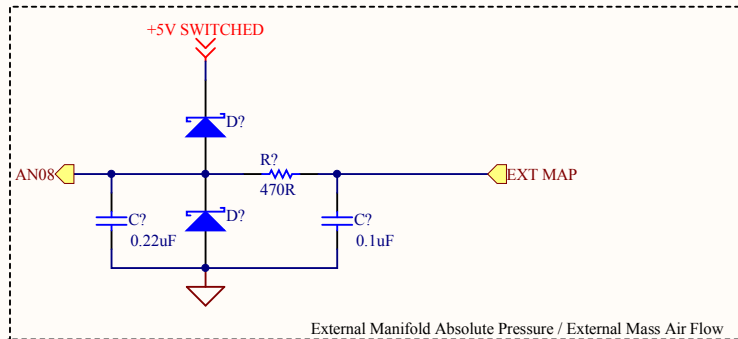 +5V SWITCHED
D?
AN08
R?
470R
EXT MAP
C?
0.22uF
D?
C?
0.1uF
External Manifold Absolute Pressure / External Mass Air Flow